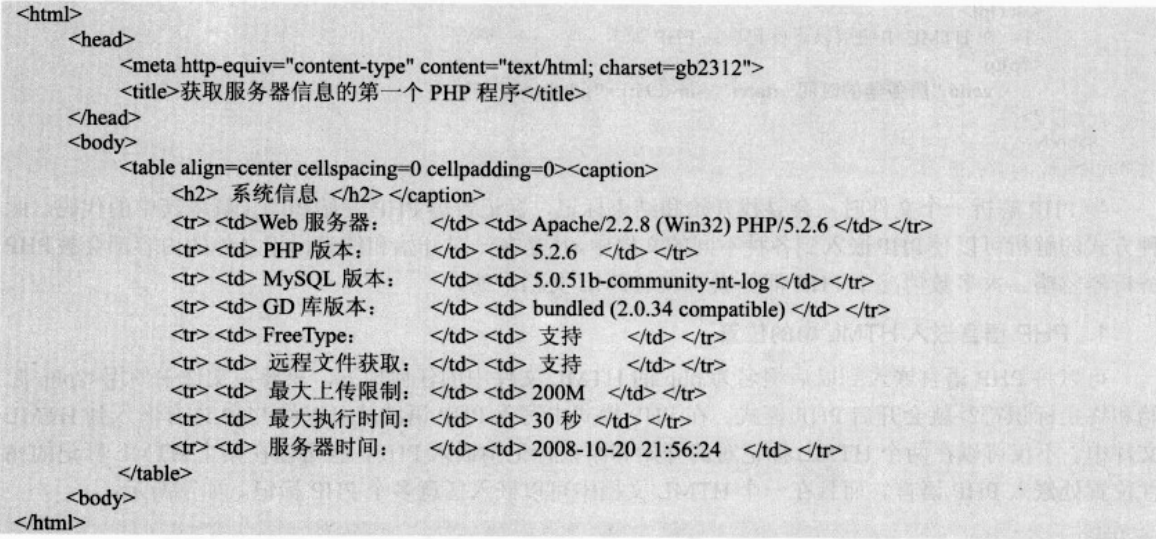 <html>
<head>
<meta http-equiv="content-type" content="text/html; charset=gb2312">
<title>获取服务器信息的第一个 PHP 程序</title>
</head>
<body>
<table align=center cellspacing=0 cellpadding=0><caption>
<h2> 系统信息 </h2> </caption>
<tr> <td>Web 服务器： </td> <td> Apache/2.2.8 (Win32) PHP/5.2.6 </td> </tr>
<tr> <td> PHP 版本： </td> <td> 5.2.6 </td> </tr>
<tr> <td> MySQL 版本： </td> <td> 5.0.51b-community-nt-log </td> </tr>
<tr> <td> GD 库版本： </td> <td> bundled (2.0.34 compatible) </td> </tr>
<tr> <td> FreeType： </td> <td> 支持 </td> </tr>
<tr> <td> 远程文件获取： </td> <td> 支持 </td> </tr>
<tr> <td> 最大上传限制： </td> <td> 200M </td> </tr>
<tr> <td> 最大执行时间： </td> <td> 30 秒 </td> </tr>
<tr> <td> 服务器时间： </td> <td> 2008-10-20 21:56:24 </td> </tr>
</table>
<body>
</html>